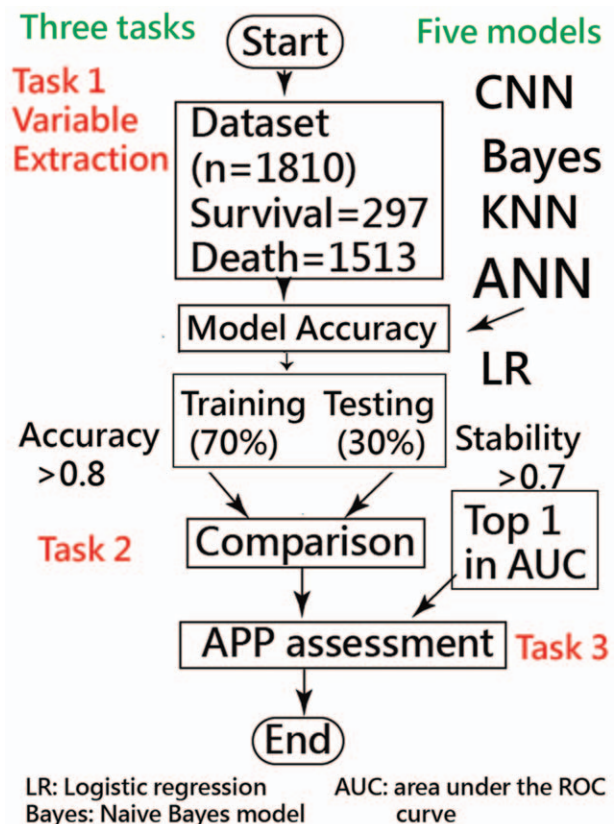 Three tasks
Start
Five models
Task 1
Variable
Extraction
Dataset
(n=1810)
Survival=297
Death=1513
CNN
Bayes
KNN
ANN
LR
Model Accuracy
Training
(70%)
Testing
(30%)
Accuracy
>0.8
Stability
>0.7
Task 2
Comparison
Top 1
in AUC
APP assessment
Task 3
End
LR: Logistic regression
Bayes: Naive Bayes model
AUC: area under the ROC
curve